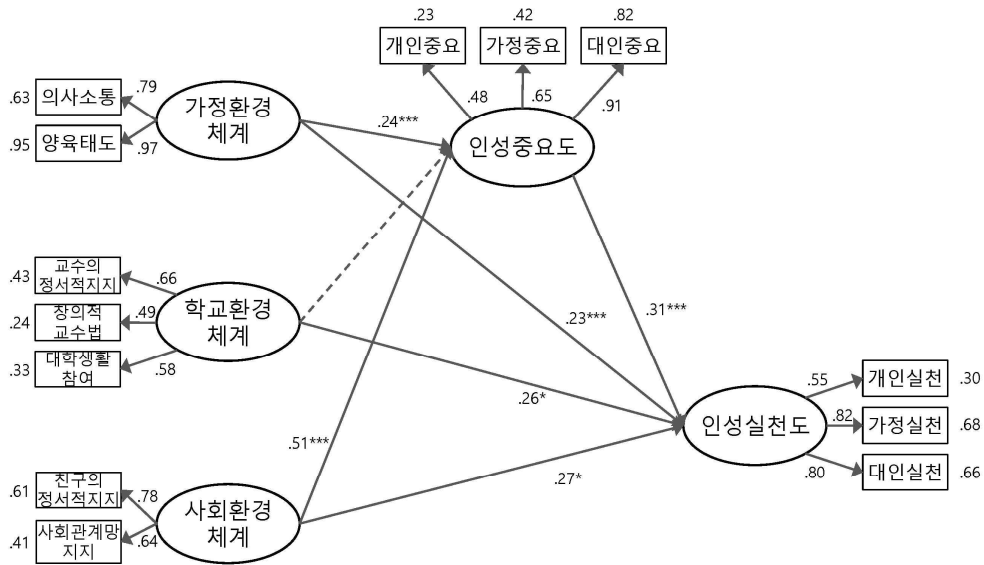 .23
.42
.82
개인중요
가정중요
대인중요
.48
.65
.91
인성중요도
.63
의사소통
.79
.95
양육태도
.97
가정환경
체계
.24***
.43
교수의
정서적지지
.66
.24
창의적
교수법
.49
.33
대학생활
참여
.58
학교환경
체계
.23***
.31***
.26*
.51***
.27*
.61
친구의
정서적지지
.78
.41
사회관계망
지지
.64
사회환경
체계
인성실천도
.55
개인실천
.30
.82
가정실천
.68
.80
대인실천
.66